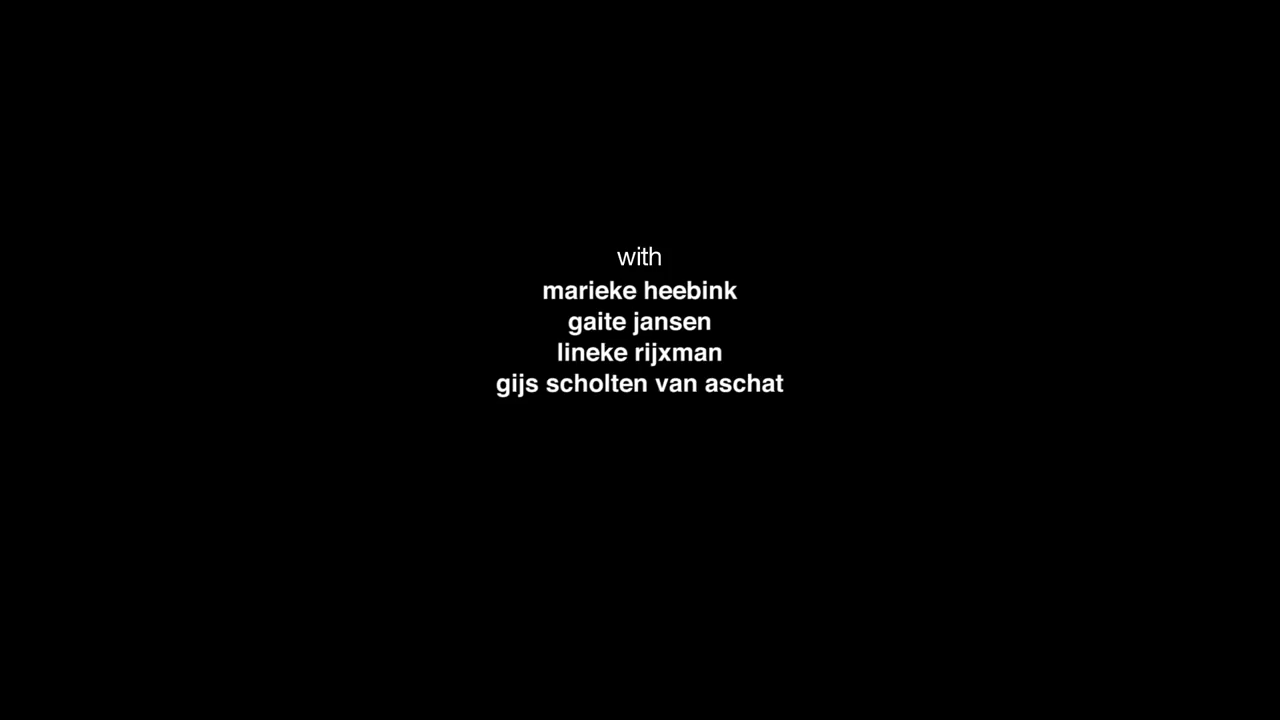 with
marieke heebink
gaite jansen
lineke rijxman
gijs scholten van aschat